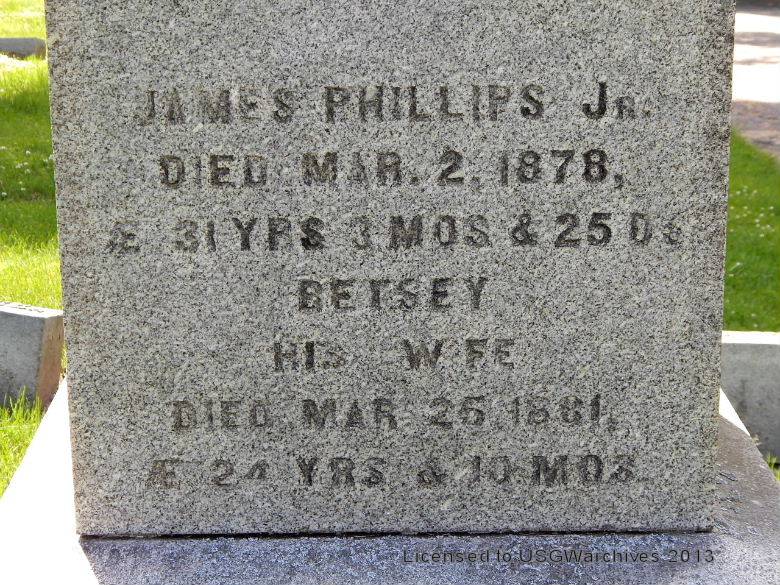 JAMES PHILLIPS JR.
DIED MAR. 2, 1878,
Æ 31 YRS 3 MOS & 25 DS
BETSEY
HIS WIFE
DIED MAR 25
Æ 24 YRS & 10 MOS
Licensed to USGWarchives 2013